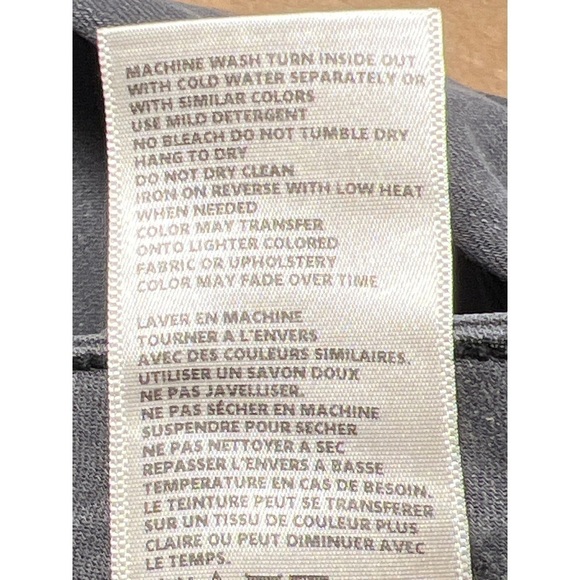 MACHINE WASH TURN INSIDE OUT
WITH COLD WATER SEPARATELY OR
WITH SIMILAR COLORS
USE MILD DETERGENT
NO BLEACH DO NOT TUMBLE DRY
HANG TO DRY
DO NOT DRY CLEAN
IRON ON REVERSE WITH LOW HEAT
WHEN NEEDED
COLOR MAY TRANSFER
ONTO LIGHTER COLORED
FABRIC OR UPHOLSTERY
COLOR MAY FADE OVER TIME
LAVER EN MACHINE
TOURNER A L'ENVERS
AVEC DES COULEURS SIMILAIRES.
UTILISER UN SAVON DOUX
NE PAS JAVELLISER.
NE PAS SÉCHER EN MACHINE
SUSPENDRE POUR SECHER
NE PAS NETTOYER A SEC
REPASSER L'ENVERS A BASSE
TEMPERATURE EN CAS DE BESOIN.
LE TEINTURE PEUT SE TRANSFERER
SUR UN TISSU DE COULEUR PLUS
CLAIRE OU PEUT DIMINUER AVEC
LE TEMPS.